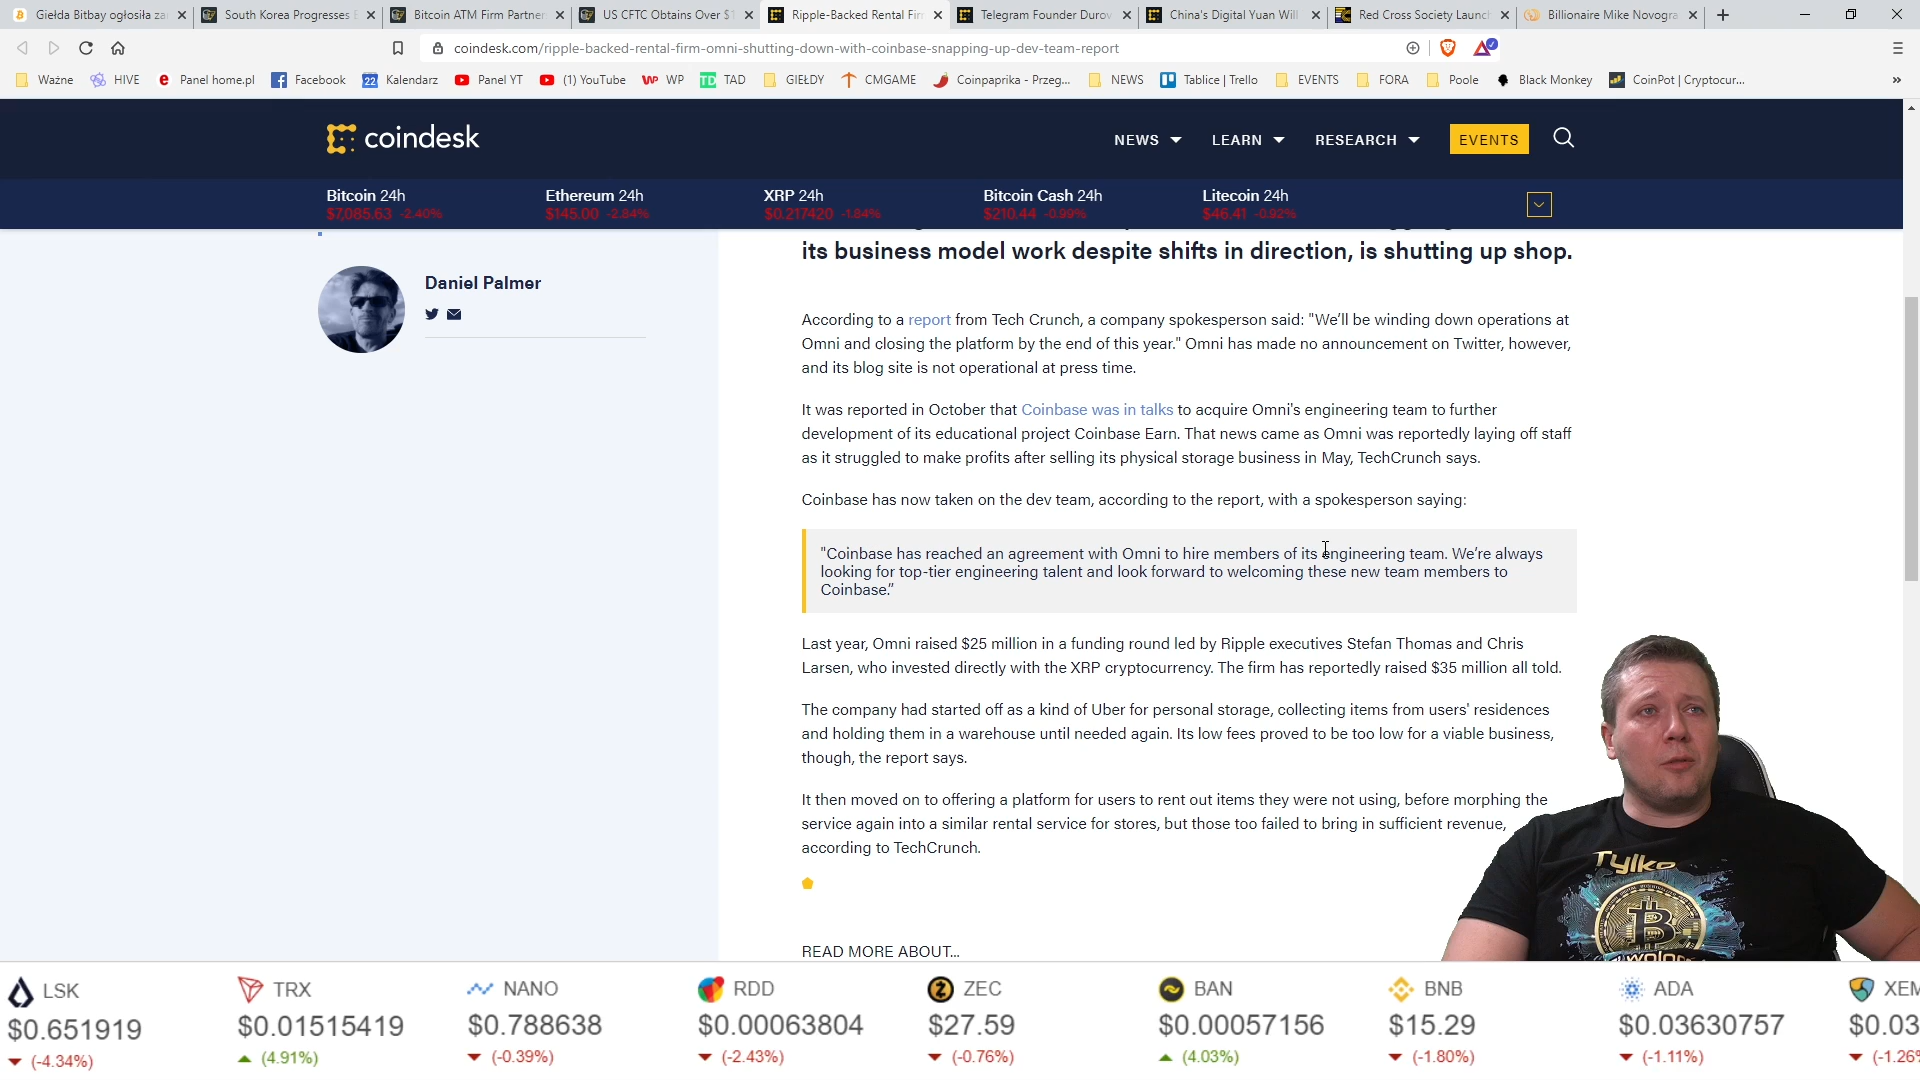 Giełda Bitbay ogłosiła za
South Korea Progresses
Bitcoin ATM Firm Partner
US CFTC Obtains Over $1
Ripple-Backed Rental Fir
Telegram Founder Durov
China's Digital Yuan Will
Red Cross Society Launch
Billionaire Mike Novogra
coindesk.com/ripple-backed-rental-firm-omni-shutting-down-with-coinbase-snapping-up-dev-team-report
Ważne
HIVE
Panel home.pl
Facebook
22 Kalendarz
Panel YT
(1) YouTube
WP
TAD
GIEŁDY
CMGAME
Coinpaprika - Przeg...
NEWS
Tablice | Trello
EVENTS
FORA
Poole
Black Monkey
CoinPot | Cryptocur...
»
coindesk
NEWS
LEARN
RESEARCH
EVENTS
Bitcoin 24h
$7,085.63 -2.40%
Ethereum 24h
$145.00 -2.84%
XRP 24h
$0.217420 -1.84%
Bitcoin Cash 24h
$210.44 -0.99%
Litecoin 24h
$46.41 -0.92%
its business model work despite shifts in direction, is shutting up shop.
Daniel Palmer
According to a report from Tech Crunch, a company spokesperson said: "We'll be winding down operations at
Omni and closing the platform by the end of this year." Omni has made no announcement on Twitter, however,
and its blog site is not operational at press time.
It was reported in October that Coinbase was in talks to acquire Omni's engineering team to further
development of its educational project Coinbase Earn. That news came as Omni was reportedly laying off staff
as it struggled to make profits after selling its physical storage business in May, TechCrunch says.
Coinbase has now taken on the dev team, according to the report, with a spokesperson saying:
"Coinbase has reached an agreement with Omni to hire members of its engineering team. We're always
looking for top-tier engineering talent and look forward to welcoming these new team members to
Coinbase."
Last year, Omni raised $25 million in a funding round led by Ripple executives Stefan Thomas and Chris
Larsen, who invested directly with the XRP cryptocurrency. The firm has reportedly raised $35 million all told.
The company had started off as a kind of Uber for personal storage, collecting items from users' residences
and holding them in a warehouse until needed again. Its low fees proved to be too low for a viable business,
though, the report says.
It then moved on to offering a platform for users to rent out items they were not using, before morphing the
service again into a similar rental service for stores, but those too failed to bring in sufficient revenue,
according to TechCrunch.
READ MORE ABOUT...
Tylko
LSK
$0.651919
(-4.34%)
TRX
$0.01515419
(4.91%)
NANO
$0.788638
(-0.39%)
RDD
$0.00063804
(-2.43%)
ZEC
$27.59
(-0.76%)
BAN
$0.00057156
(4.03%)
BNB
$15.29
(-1.80%)
ADA
$0.03630757
(-1.11%)
XEM
$0.03
(-1.26%